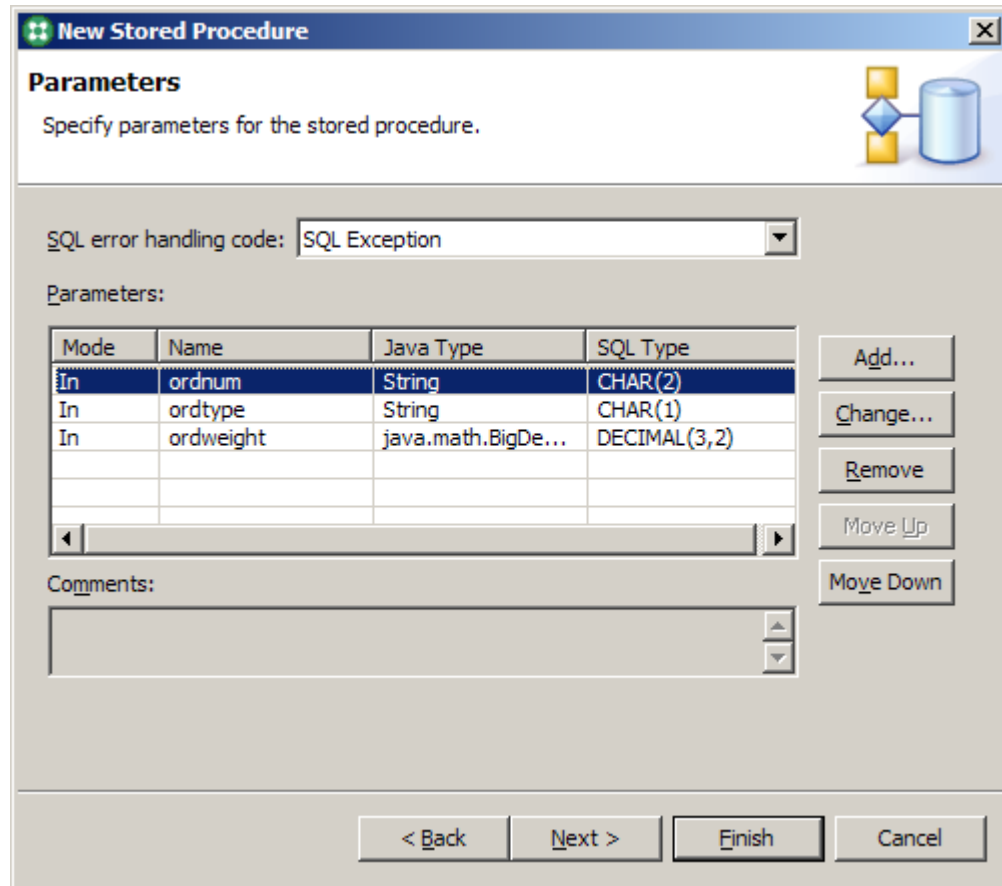 New Stored Procedure
Parameters
Specify parameters for the stored procedure.
SQL error handling code: SQL Exception
Parameters:
Mode Name Java Type SQL Type
In ordnum String CHAR(2)
In ordtype String CHAR(1)
In ordweight java.math.BigDe... DECIMAL(3,2)
Add...
Change...
Remove
Move Up
Move Down
Comments:
< Back Next > Finish Cancel